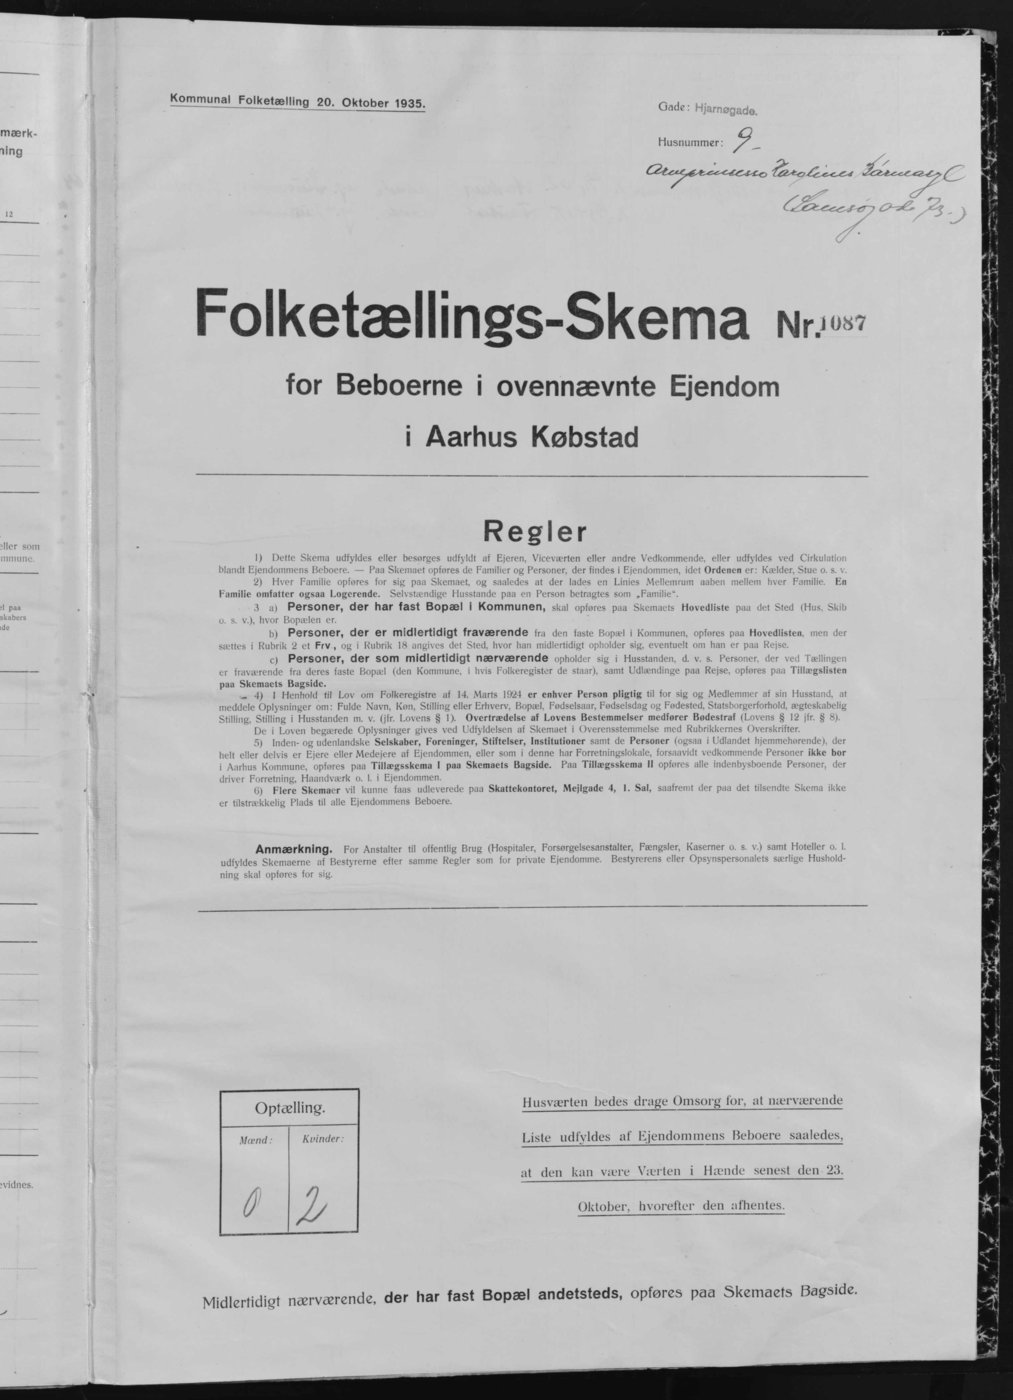 mærk-
ning
12
eller som
mmune.
el paa
skabers
de
evidnes.
Kommunal Folketælling 20. Oktober 1935.
Gade: Hjarnøgade.
Husnummer: 9
Arveprinsesse Karolines Børneasyl
(Samsøgade 73.)
Folketællings-Skema Nr. 1087
for Beboerne i ovennævnte Ejendom
i Aarhus Købstad
Regler
1) Dette Skema udfyldes eller besørges udfyldt af Ejeren, Viceværten eller andre Vedkommende, eller udfyldes ved Cirkulation
blandt Ejendommens Beboere. — Paa Skemaet opføres de Familier og Personer, der findes i Ejendommen, idet Ordenen er: Kælder, Stue o. s. v.
2) Hver Familie opføres for sig paa Skemaet, og saaledes at der lades en Linies Mellemrum aaben mellem hver Familie. En
Familie omfatter ogsaa Logerende. Selvstændige Husstande paa en Person betragtes som „Familie“.
3 a) Personer, der har fast Bopæl i Kommunen, skal opføres paa Skemaets Hovedliste paa det Sted (Hus, Skib
o. s. v.), hvor Bopælen er.
b) Personer, der er midlertidigt fraværende fra den faste Bopæl i Kommunen, opføres paa Hovedlisten, men der
sættes i Rubrik 2 et Frv., og i Rubrik 18 angives det Sted, hvor han midlertidigt opholder sig, eventuelt om han er paa Rejse.
c) Personer, der som midlertidigt nærværende opholder sig i Husstanden, d. v. s. Personer, der ved Tællingen
er fraværende fra deres faste Bopæl (den Kommune, i hvis Folkeregister de staar), samt Udlændinge paa Rejse, opføres paa Tillægslisten
paa Skemaets Bagside.
4) I Henhold til Lov om Folkeregistre af 14. Marts 1924 er enhver Person pligtig til for sig og Medlemmer af sin Husstand, at
meddele Oplysninger om: Fulde Navn, Køn, Stilling eller Erhverv, Bopæl, Fødselsaar, Fødselsdag og Fødested, Statsborgerforhold, ægteskabelig
Stilling, Stilling i Husstanden m. v. (jfr. Lovens § 1). Overtrædelse af Lovens Bestemmelser medfører Bødestraf (Lovens § 12 jfr. § 8).
De i Loven begærede Oplysninger gives ved Udfyldelsen af Skemaet i Overensstemmelse med Rubrikkernes Overskrifter.
5) Inden- og udenlandske Selskaber, Foreninger, Stiftelser, Institutioner samt de Personer (ogsaa i Udlandet hjemmehørende), der
helt eller delvis er Ejere eller Medejere af Ejendommen, eller som i denne har Forretningslokale, forsaavidt vedkommende Personer ikke bor
i Aarhus Kommune, opføres paa Tillægsskema I paa Skemaets Bagside. Paa Tillægsskema II opføres alle indenbysboende Personer, der
driver Forretning, Haandværk o. l. i Ejendommen.
6) Flere Skemaer vil kunne faas udleverede paa Skattekontoret, Mejlgade 4, 1. Sal, saafremt der paa det tilsendte Skema ikke
er tilstrækkelig Plads til alle Ejendommens Beboere.
Anmærkning. For Anstalter til offentlig Brug (Hospitaler, Forsørgelsesanstalter, Fængsler, Kaserner o. s. v.) samt Hoteller o. l.
udfyldes Skemaerne af Bestyrerne efter samme Regler som for private Ejendomme. Bestyrerens eller Opsynspersonalets særlige Hushold-
ning skal opføres for sig.
Optælling.
Mænd: Kvinder:
0 2
Husværten bedes drage Omsorg for, at nærværende
Liste udfyldes af Ejendommens Beboere saaledes,
at den kan være Værten i Hænde senest den 23.
Oktober, hvorefter den afhentes.
Midlertidigt nærværende, der har fast Bopæl andetsteds, opføres paa Skemaets Bagside.